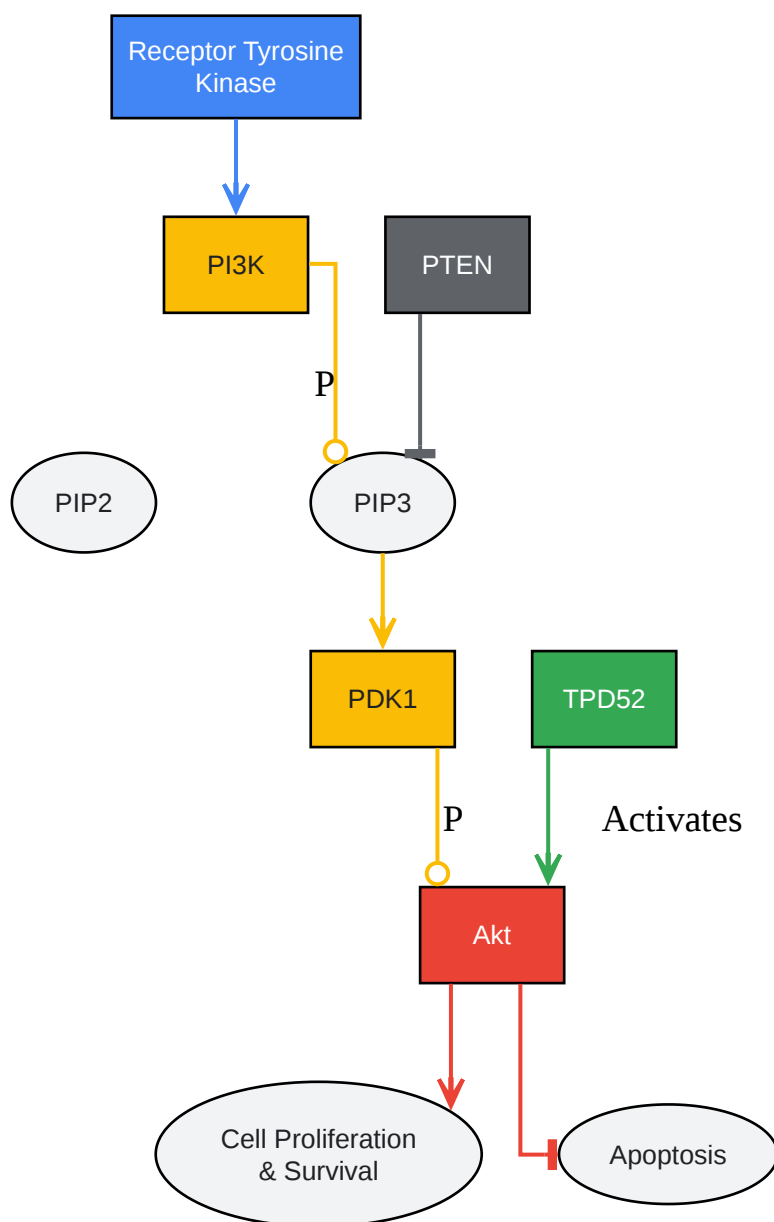 Receptor Tyrosine
Kinase
PI3K
PTEN
P
PIP2
PIP3
PDK1
TPD52
P
Activates
Akt
Cell Proliferation
& Survival
Apoptosis